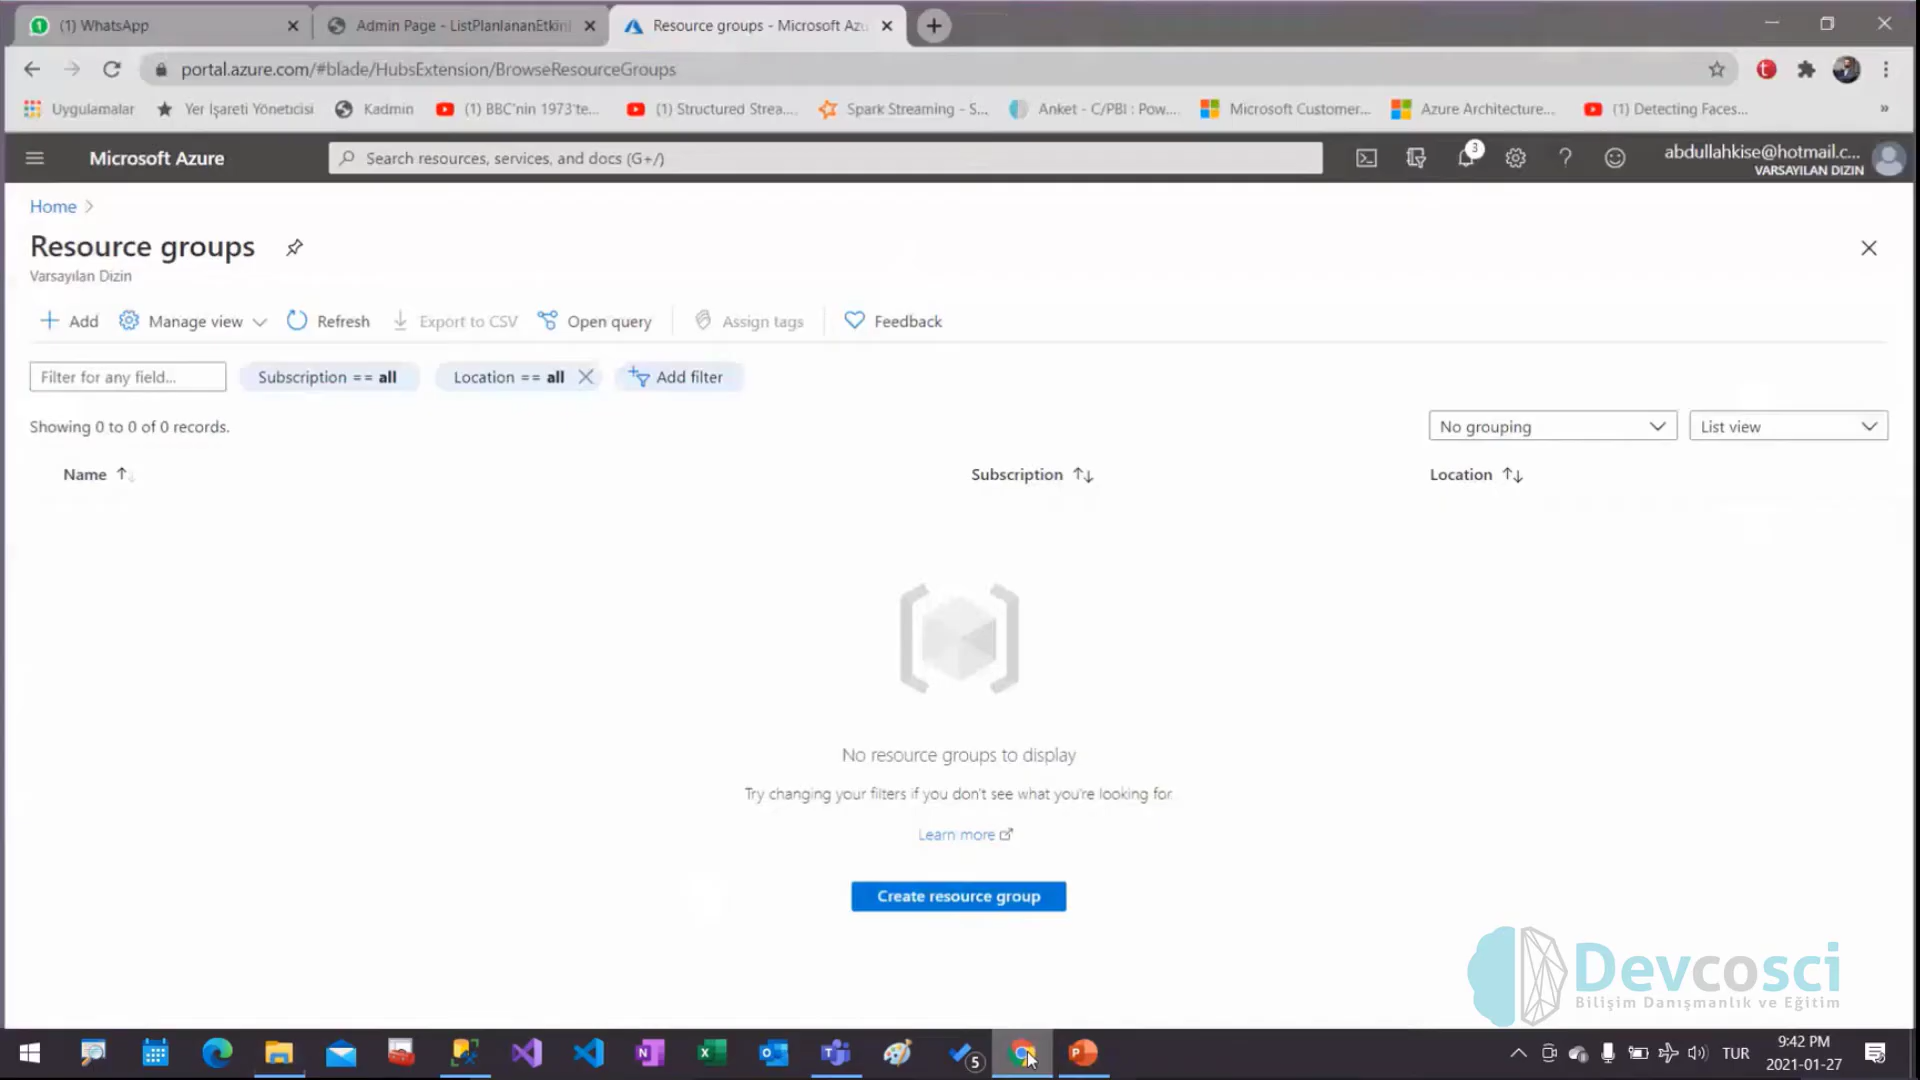 (1) WhatsApp
Admin Page - ListPlanlananEtkinl
Resource groups - Microsoft Azu
portal.azure.com/#blade/HubsExtension/BrowseResourceGroups
Uygulamalar
Yer İşareti Yöneticisi
Kadmin
(1) BBC'nin 1973'te...
(1) Structured Strea...
Spark Streaming - S...
Anket - C/PBI : Pow...
Microsoft Customer...
Azure Architecture...
(1) Detecting Faces...
»
Microsoft Azure
Search resources, services, and docs (G+/)
3
abdullahkise@hotmail.c...
VARSAYILAN DIZIN
Home
Resource groups
Varsayılan Dizin
Add
Manage view
Refresh
Export to CSV
Open query
Assign tags
Feedback
Filter for any field...
Subscription == all
Location == all
Add filter
Showing 0 to 0 of 0 records.
No grouping
List view
Name
Subscription
Location
No resource groups to display
Try changing your filters if you don't see what you're looking for.
Learn more
Create resource group
Devcosci
Bilişim Danışmanlık ve Eğitim
5
TUR
9:42 PM
2021-01-27